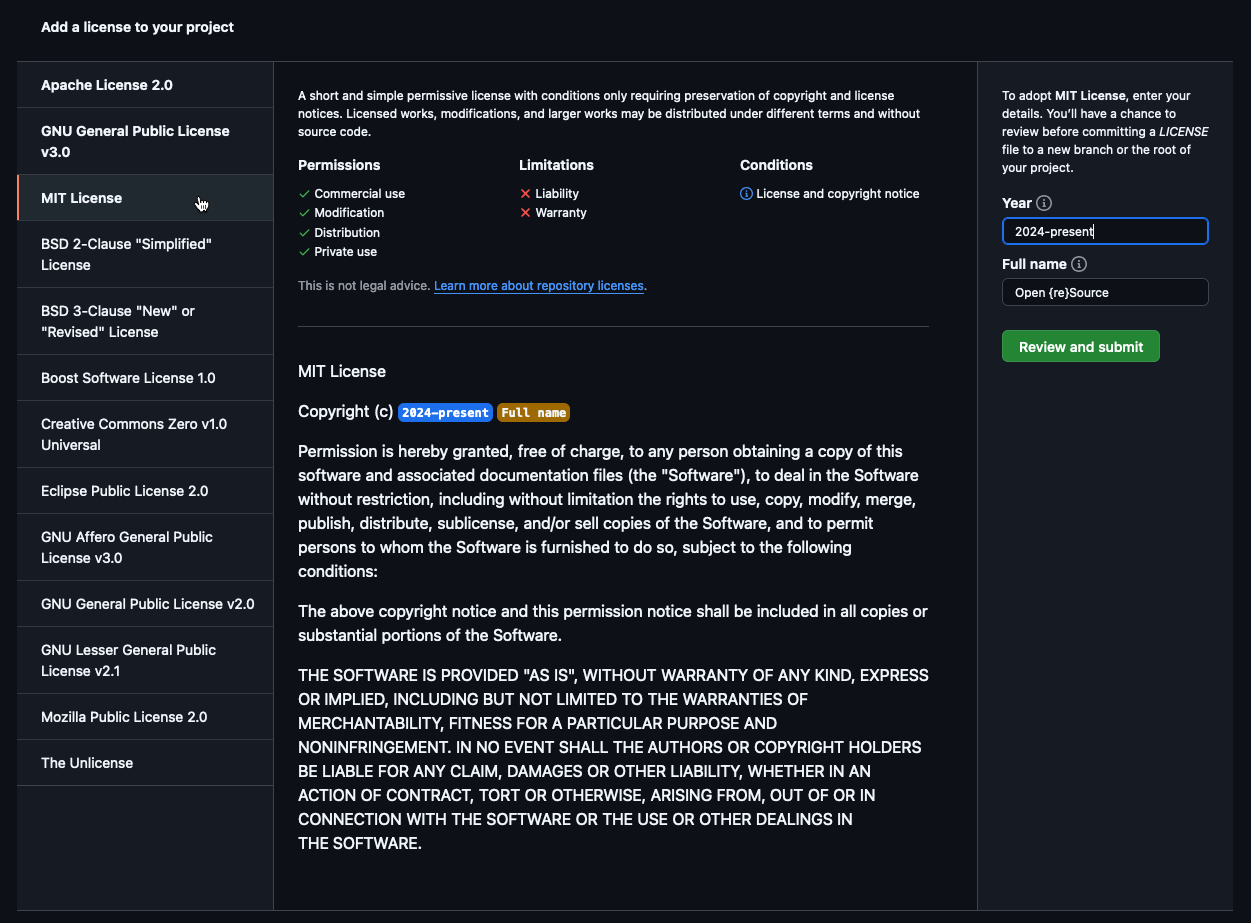 Add a license to your project
Apache License 2.0
GNU General Public License
v3.0
MIT License
BSD 2-Clause "Simplified"
License
BSD 3-Clause "New" or
"Revised" License
Boost Software License 1.0
Creative Commons Zero v1.0
Universal
Eclipse Public License 2.0
GNU Affero General Public
License v3.0
GNU General Public License v2.0
GNU Lesser General Public
License v2.1
Mozilla Public License 2.0
The Unlicense
A short and simple permissive license with conditions only requiring preservation of copyright and license
notices. Licensed works, modifications, and larger works may be distributed under different terms and without
source code.
Permissions
Commercial use
Modification
Distribution
Private use
Limitations
Liability
Warranty
Conditions
License and copyright notice
This is not legal advice. Learn more about repository licenses.
MIT License
Copyright (c) 2024-present Full name
Permission is hereby granted, free of charge, to any person obtaining a copy of this
software and associated documentation files (the "Software"), to deal in the Software
without restriction, including without limitation the rights to use, copy, modify, merge,
publish, distribute, sublicense, and/or sell copies of the Software, and to permit
persons to whom the Software is furnished to do so, subject to the following
conditions:
The above copyright notice and this permission notice shall be included in all copies or
substantial portions of the Software.
THE SOFTWARE IS PROVIDED "AS IS", WITHOUT WARRANTY OF ANY KIND, EXPRESS
OR IMPLIED, INCLUDING BUT NOT LIMITED TO THE WARRANTIES OF
MERCHANTABILITY, FITNESS FOR A PARTICULAR PURPOSE AND
NONINFRINGEMENT. IN NO EVENT SHALL THE AUTHORS OR COPYRIGHT HOLDERS
BE LIABLE FOR ANY CLAIM, DAMAGES OR OTHER LIABILITY, WHETHER IN AN
ACTION OF CONTRACT, TORT OR OTHERWISE, ARISING FROM, OUT OF OR IN
CONNECTION WITH THE SOFTWARE OR THE USE OR OTHER DEALINGS IN
THE SOFTWARE.
To adopt MIT License, enter your
details. You'll have a chance to
review before committing a LICENSE
file to a new branch or the root of
your project.
Year
2024-present
Full name
Open {re}Source
Review and submit